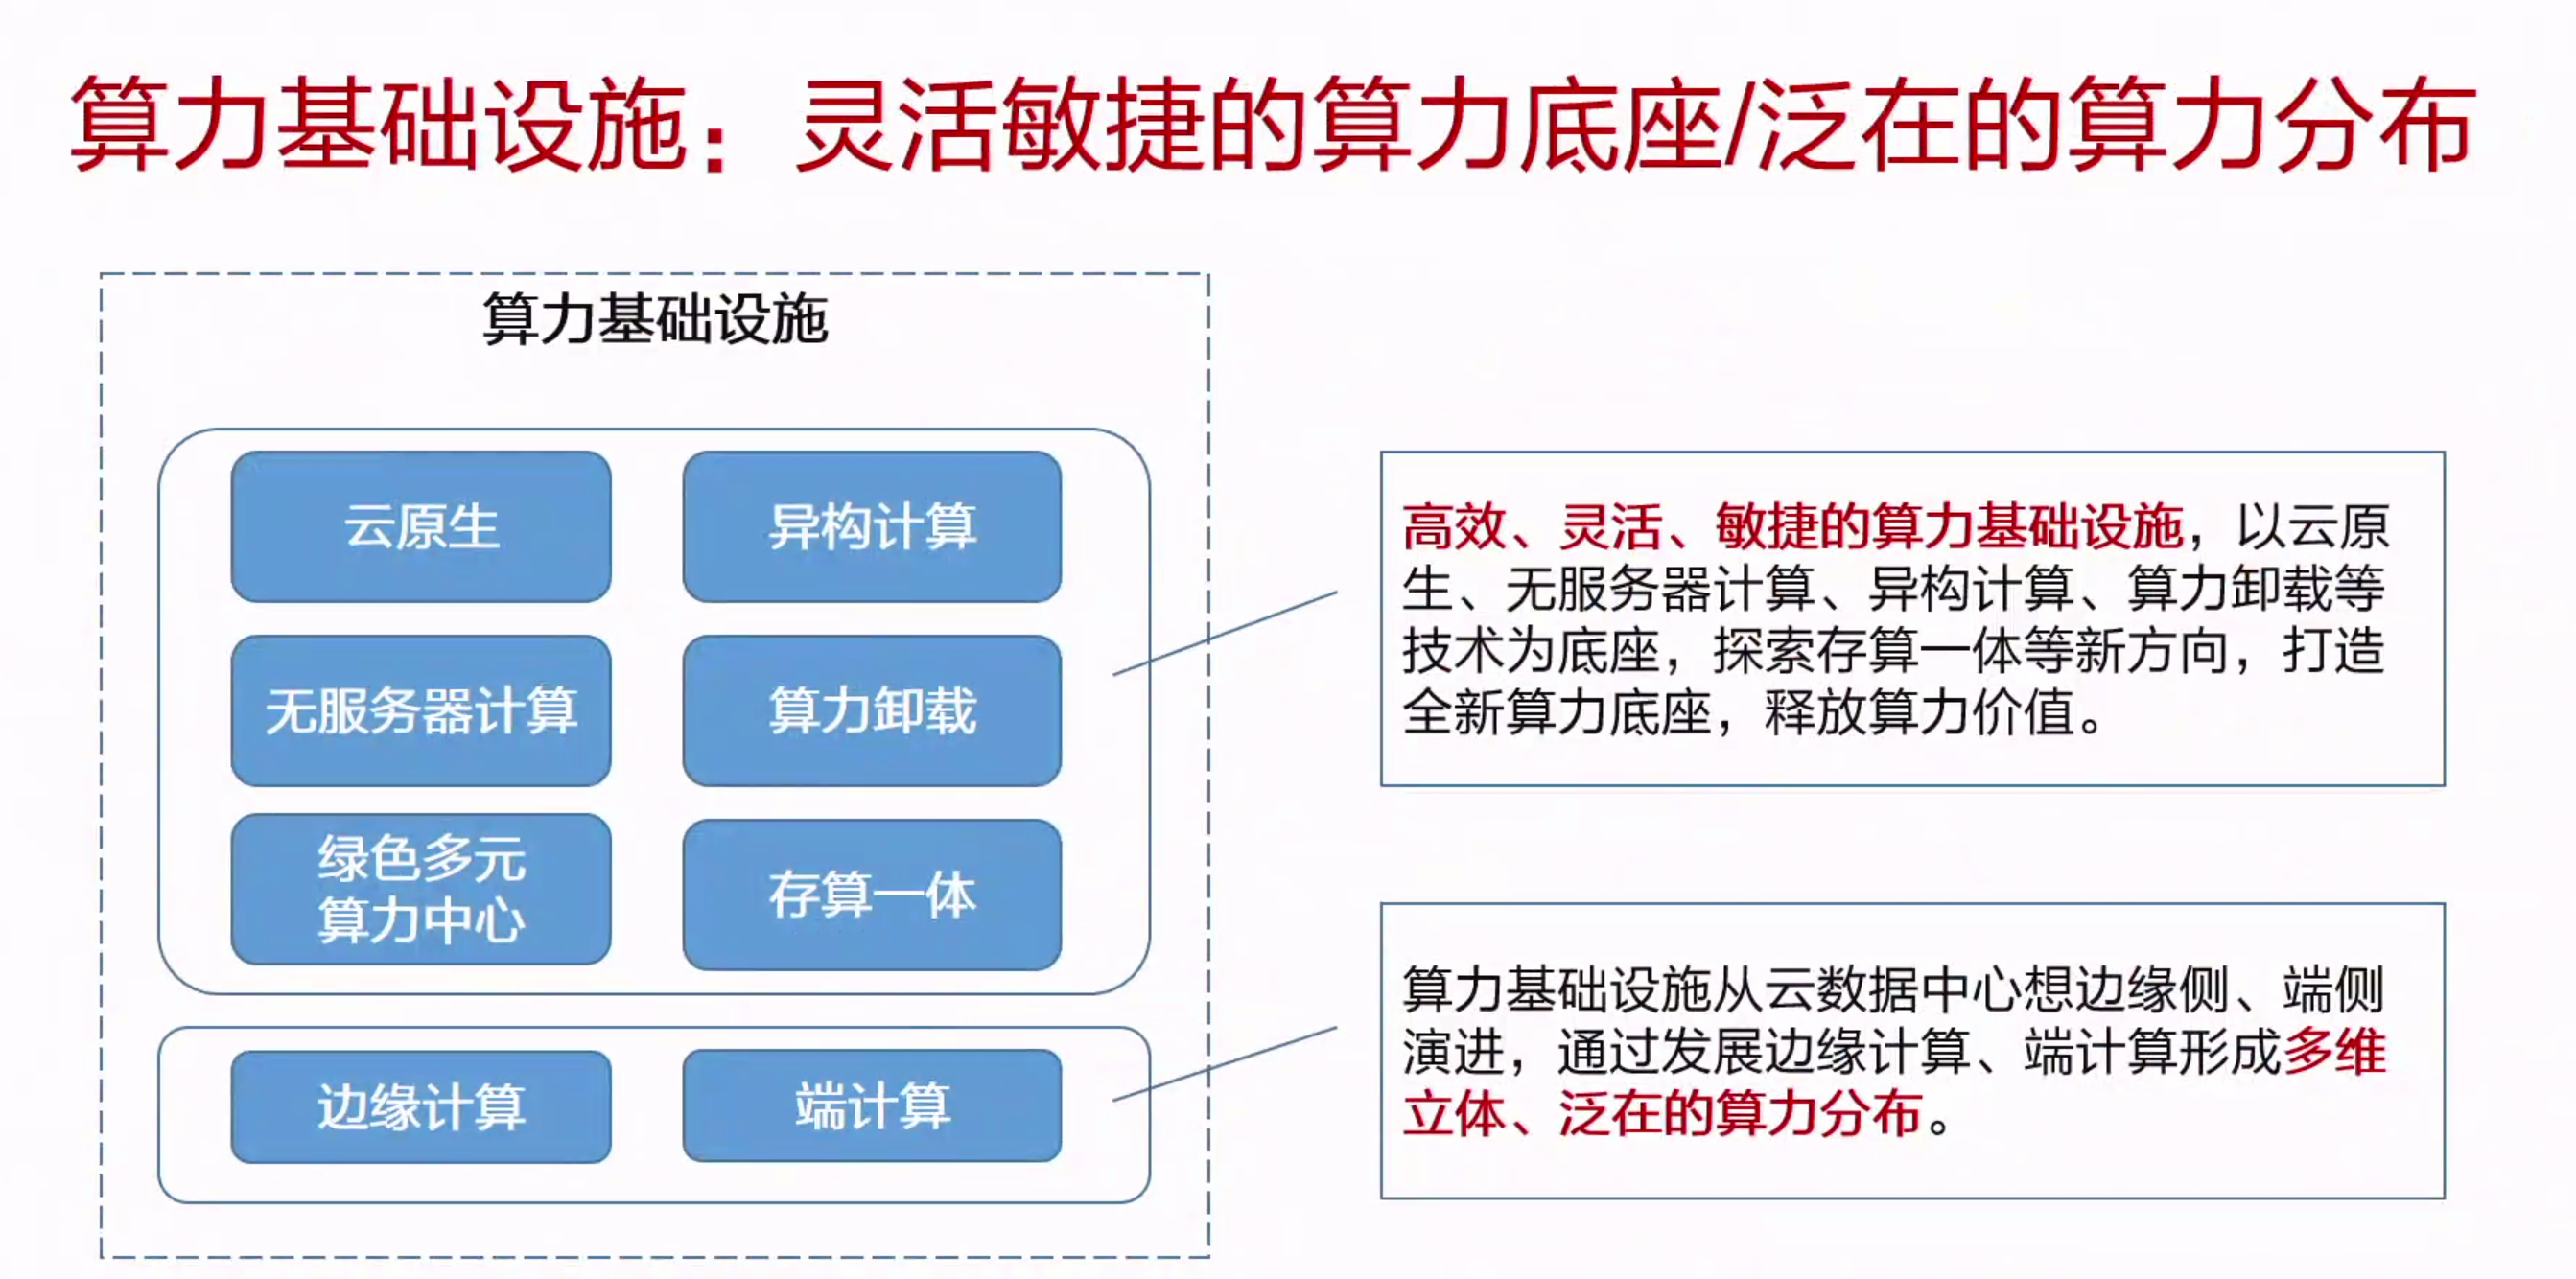 算力基础设施：灵活敏捷的算力底座/泛在的算力分布
算力基础设施
云原生
异构计算
无服务器计算
算力卸载
绿色多元
算力中心
存算一体
边缘计算
端计算
高效、灵活、敏捷的算力基础设施，以云原
生、无服务器计算、异构计算、算力卸载等
技术为底座，探索存算一体等新方向，打造
全新算力底座，释放算力价值。
算力基础设施从云数据中心想边缘侧、端侧
演进，通过发展边缘计算、端计算形成多维
立体、泛在的算力分布。